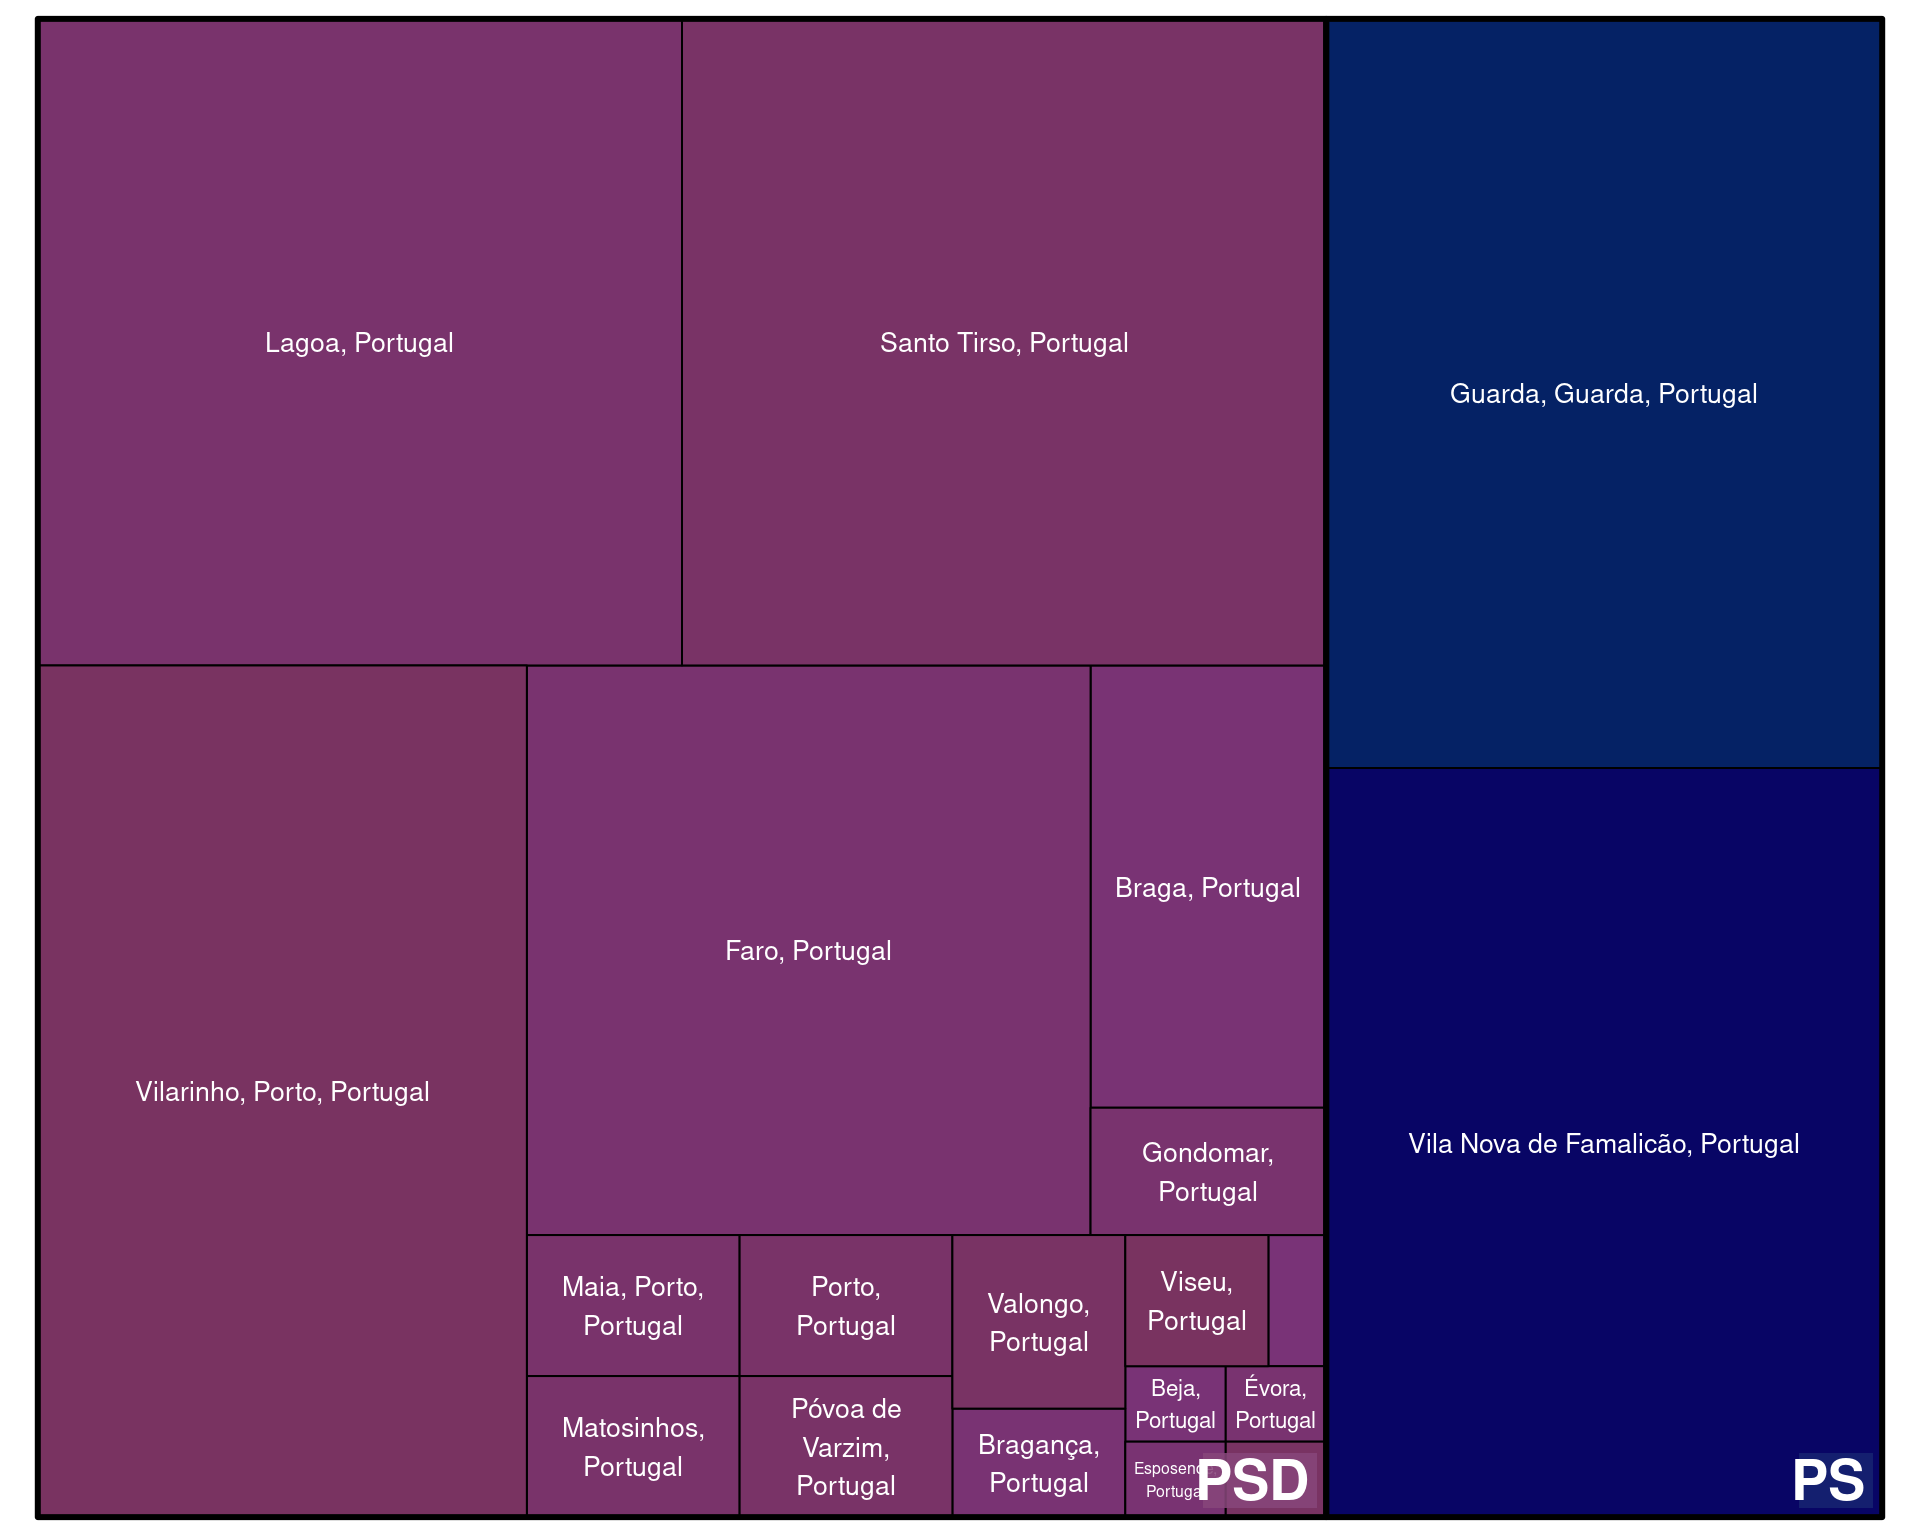 Lagoa, Portugal
Santo Tirso, Portugal
Guarda, Guarda, Portugal
Vilarinho, Porto, Portugal
Faro, Portugal
Braga, Portugal
Gondomar,
Portugal
Vila Nova de Famalicão, Portugal
Maia, Porto,
Portugal
Porto,
Portugal
Valongo,
Portugal
Viseu,
Portugal
Matosinhos,
Portugal
Póvoa de
Varzim,
Portugal
Bragança,
Portugal
Beja,
Portugal
Évora,
Portugal
Esposende,
Portugal
PSD
PS